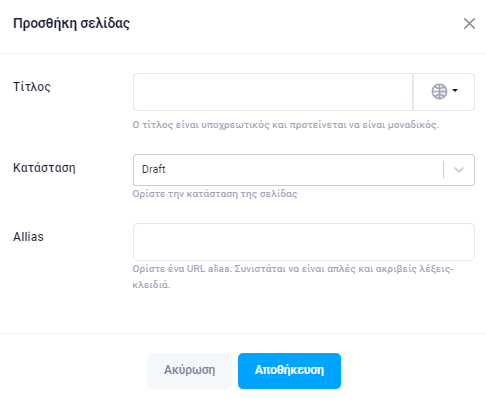 Προσθήκη σελίδας
Τίτλος
Ο τίτλος είναι υποχρεωτικός και προτείνεται να είναι μοναδικός.
Κατάσταση
Draft
Ορίστε την κατάσταση της σελίδας
Allias
Ορίστε ένα URL alias. Συνιστάται να είναι απλές και ακριβείς λέξεις-
κλειδιά.
Ακύρωση
Αποθήκευση